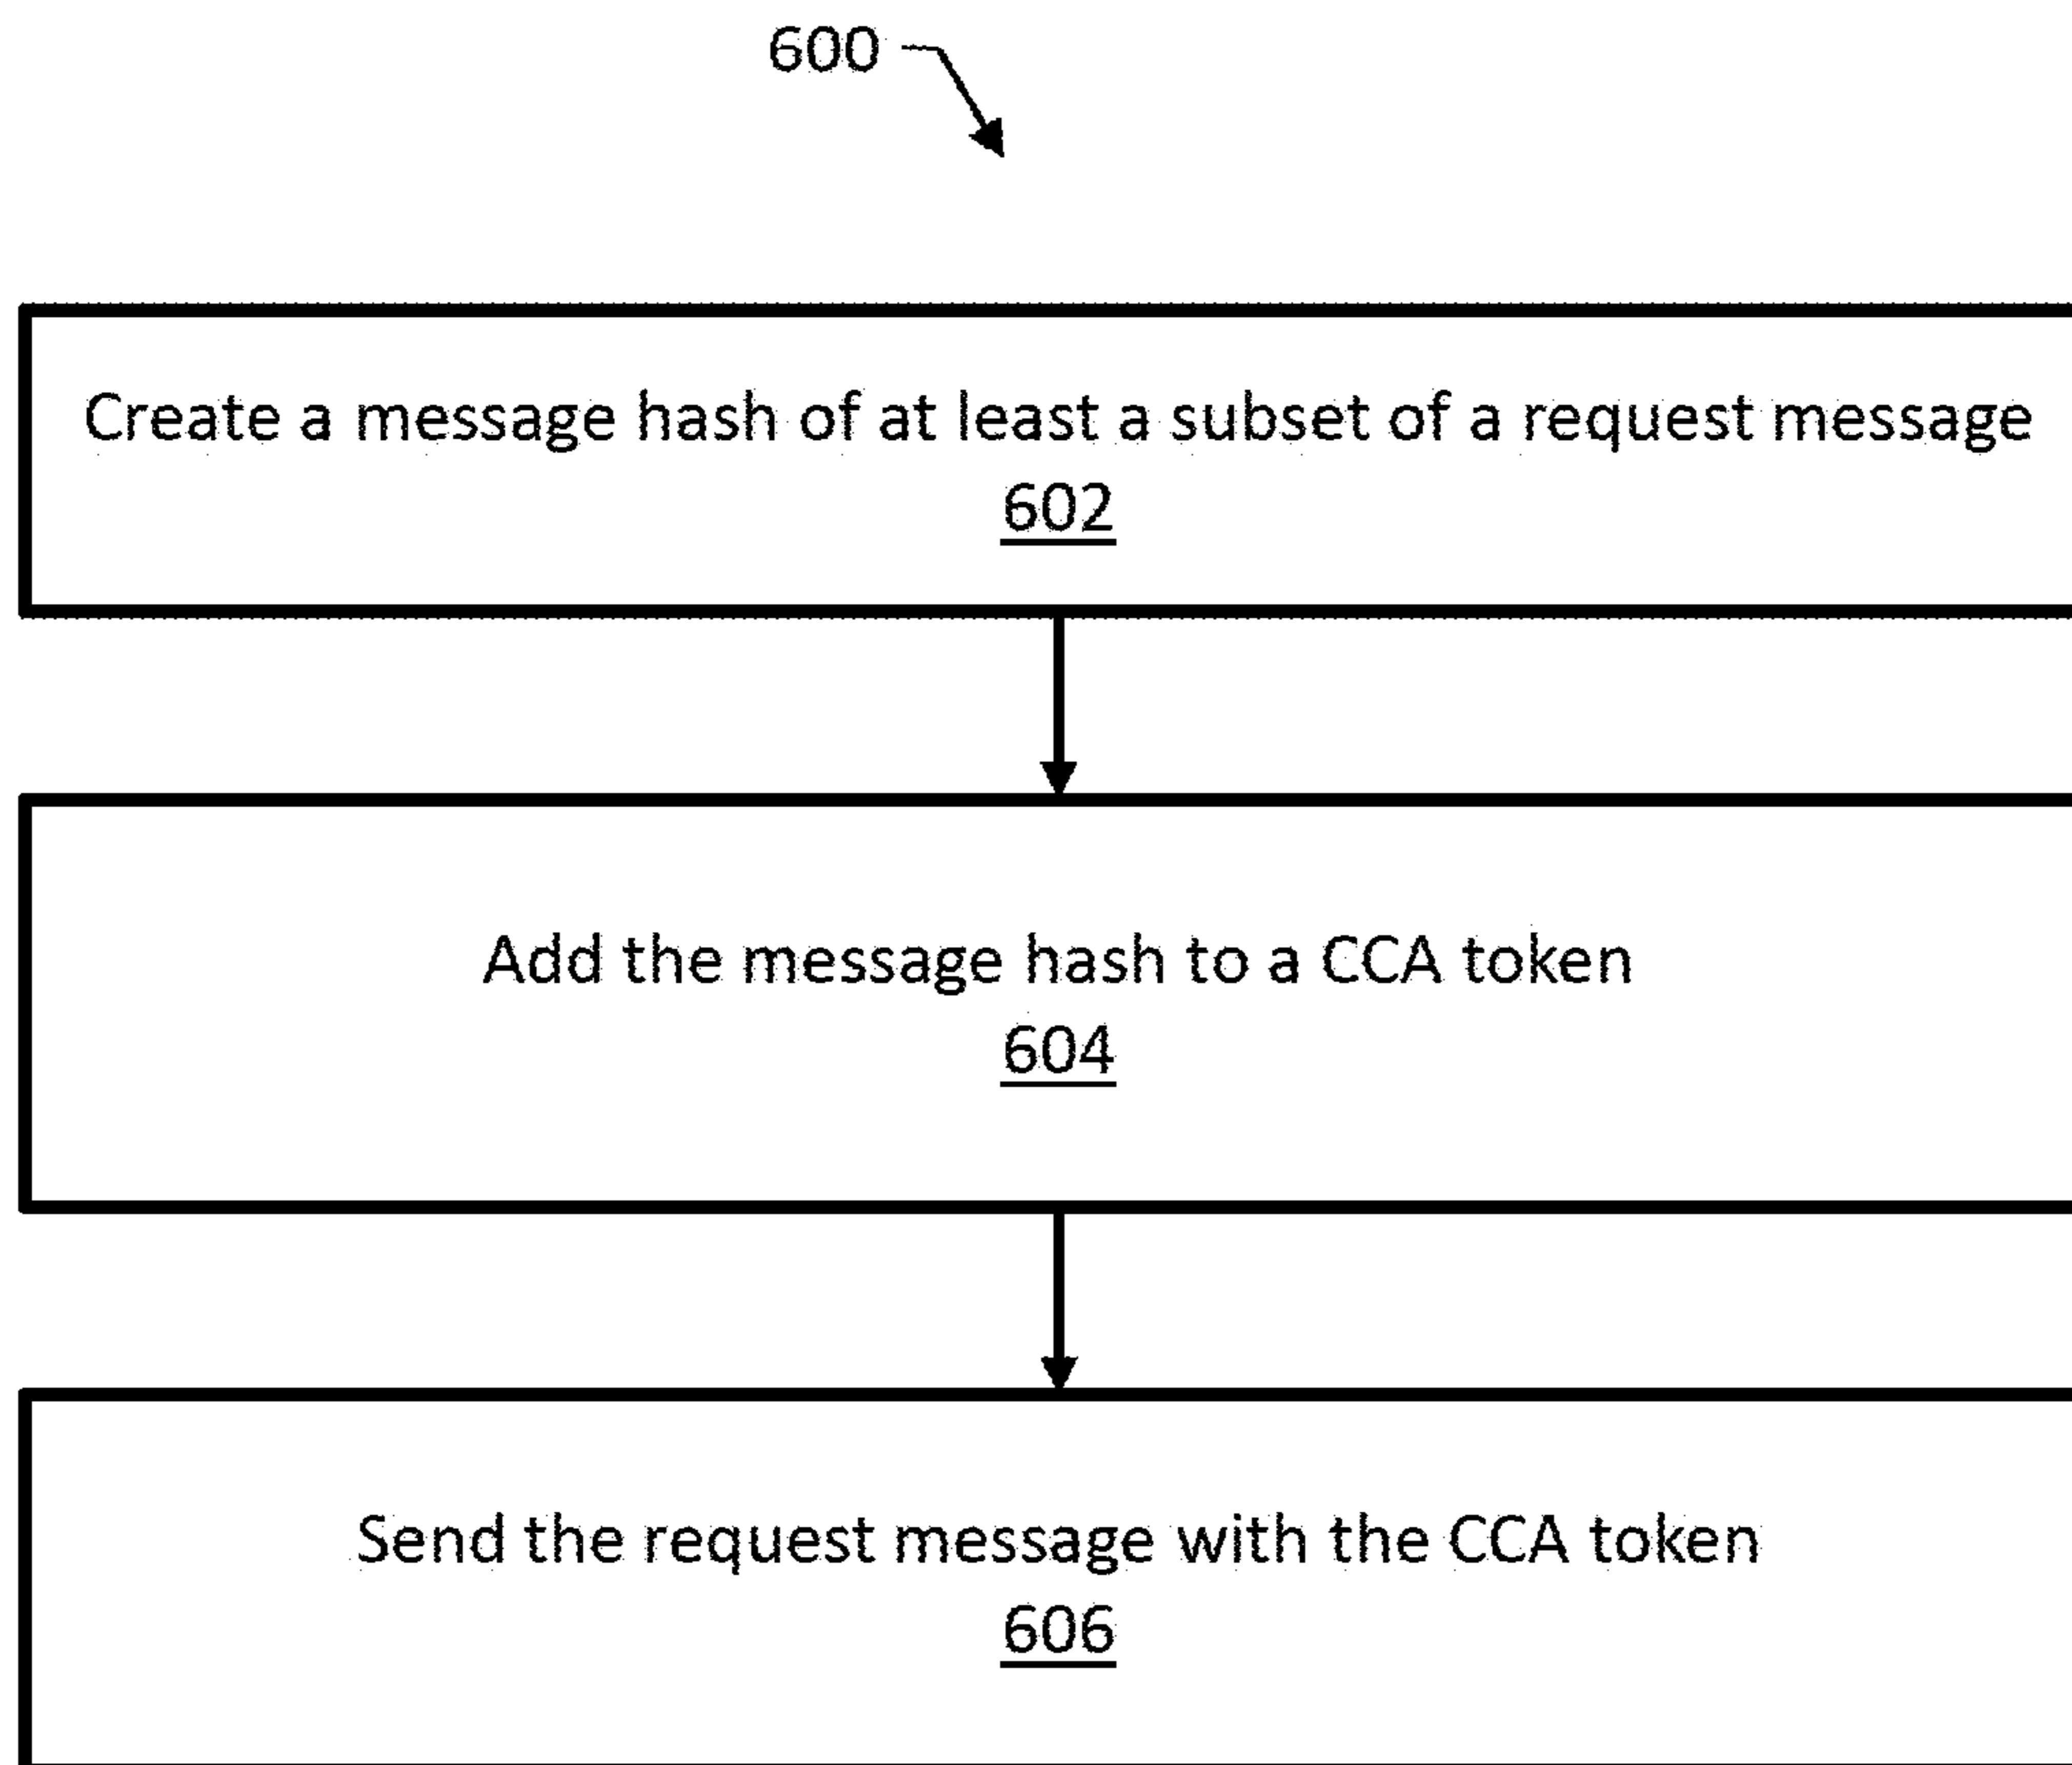 600
Create a message hash of at least a subset of a request message
602
Add the message hash to a CCA token
604
Send the request message with the CCA token
606